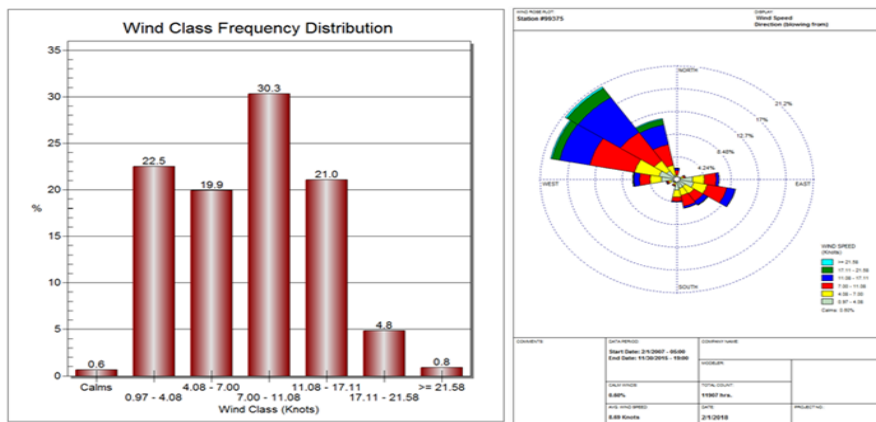 Wind Class Frequency Distribution
35
30
25
20
15
10
5
0
%
0.6
22.5
19.9
30.3
21.0
4.8
0.8
Calms
0.97 - 4.08
4.08 - 7.00
7.00 - 11.08
11.08 - 17.11
17.11 - 21.58
>= 21.58
Wind Class (Knots)
WIND ROSE PLOT:
Station #99375
DISPLAY:
Wind Speed
Direction (blowing from)
NORTH
21.2%
17%
12.7%
8.48%
4.24%
WEST
EAST
SOUTH
WIND SPEED
(Knots)
>= 21.58
17.11 - 21.58
11.08 - 17.11
7.00 - 11.08
4.08 - 7.00
0.97 - 4.08
Calms: 0.60%
COMMENTS:
DATA PERIOD:
Start Date: 2/1/2007 - 05:00
End Date: 11/30/2015 - 19:00
COMPANY NAME:
MODELER:
CALM WINDS:
0.60%
TOTAL COUNT:
11907 hrs.
AVG. WIND SPEED:
8.69 Knots
DATE:
2/1/2018
PROJECT NO.: